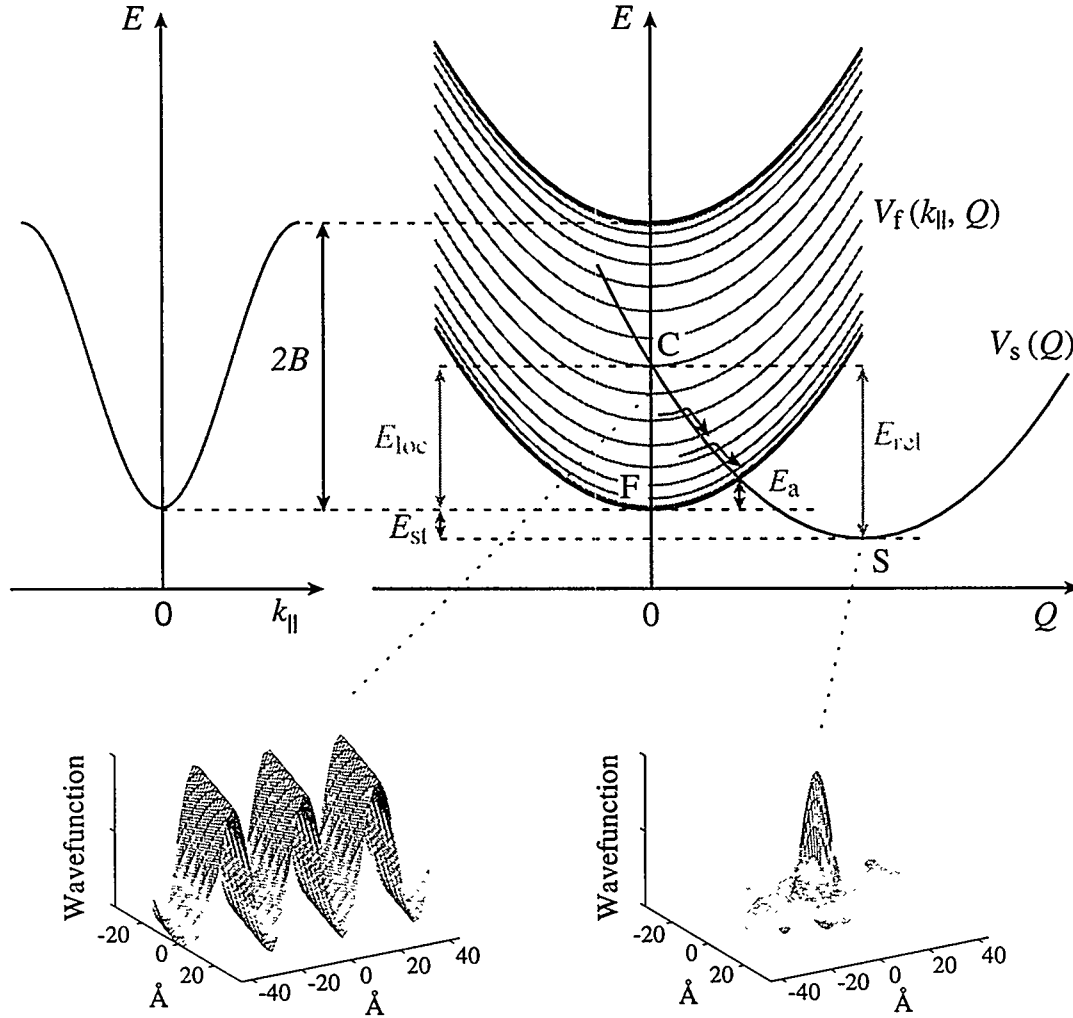 E
E
V_f (k_||, Q)
C
V_s (Q)
2B
E_loc
E_rel
F
E_a
E_st
S
0
k_||
0
Q
Wavefunction
-20
0
20
Å
-40
-20
0
20
40
Å
Wavefunction
-20
0
20
Å
-40
-20
0
20
40
Å